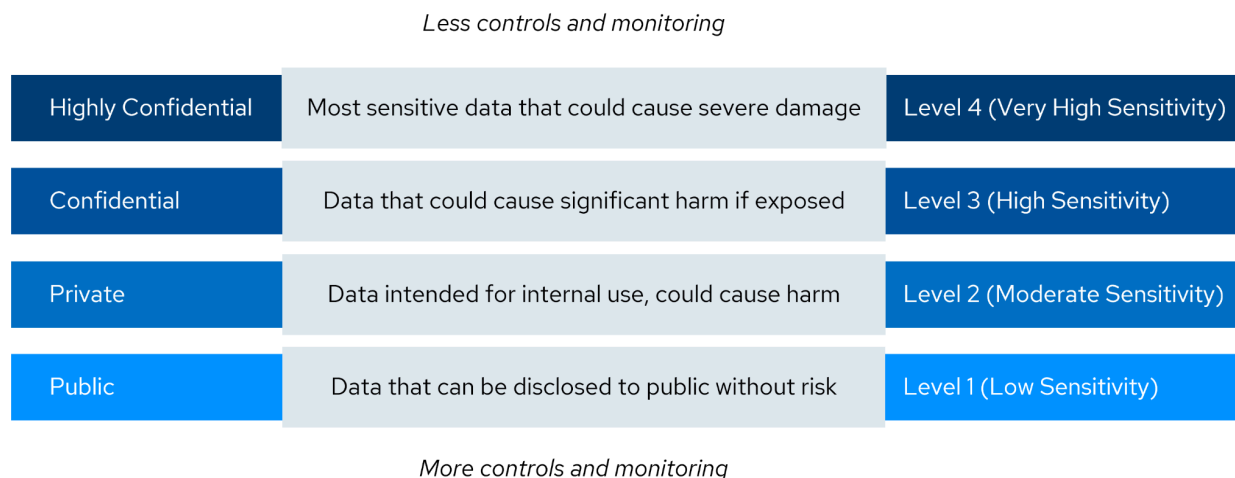 Less controls and monitoring
Highly Confidential Most sensitive data that could cause severe damage Level 4 (Very High Sensitivity)
Confidential Data that could cause significant harm if exposed Level 3 (High Sensitivity)
Private Data intended for internal use, could cause harm Level 2 (Moderate Sensitivity)
Public Data that can be disclosed to public without risk Level 1 (Low Sensitivity)
More controls and monitoring